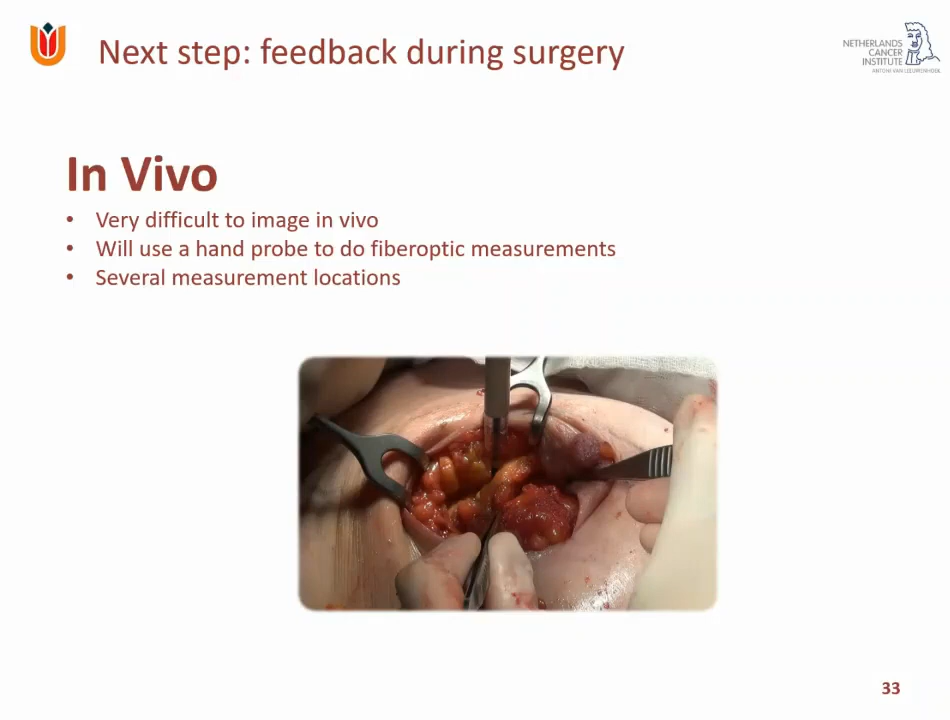 Next step: feedback during surgery
NETHERLANDS
CANCER
INSTITUTE
ANTONI VAN LEEUWENHOEK
In Vivo
• Very difficult to image in vivo
• Will use a hand probe to do fiberoptic measurements
• Several measurement locations
33